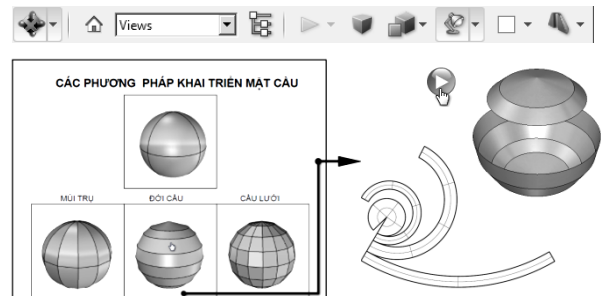 Views
CÁC PHƯƠNG PHÁP KHAI TRIỂN MẶT CẦU
MÚI TRỤ
ĐỚI CẦU
CẦU LƯỚI